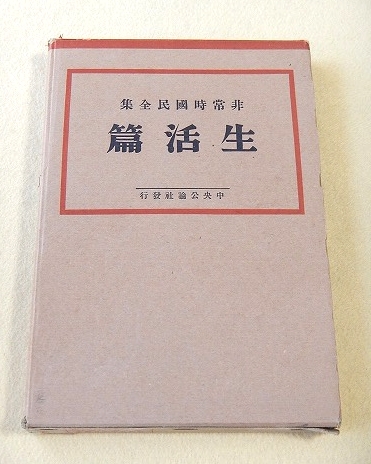 非常時國民全集
生活篇
中央公論社發行